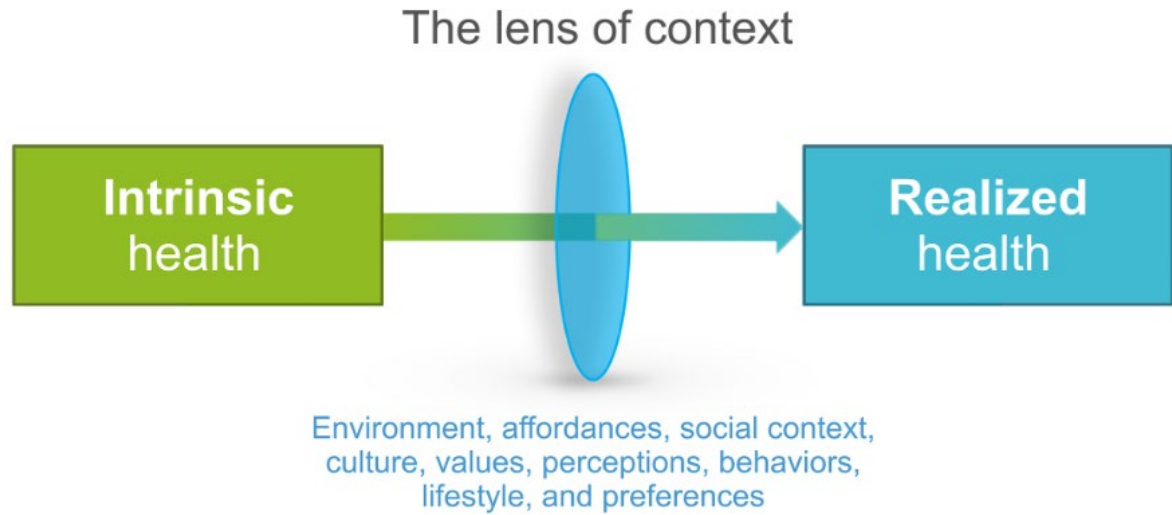 The lens of context
Intrinsic
health
Realized
health
Environment, affordances, social context,
culture, values, perceptions, behaviors,
lifestyle, and preferences